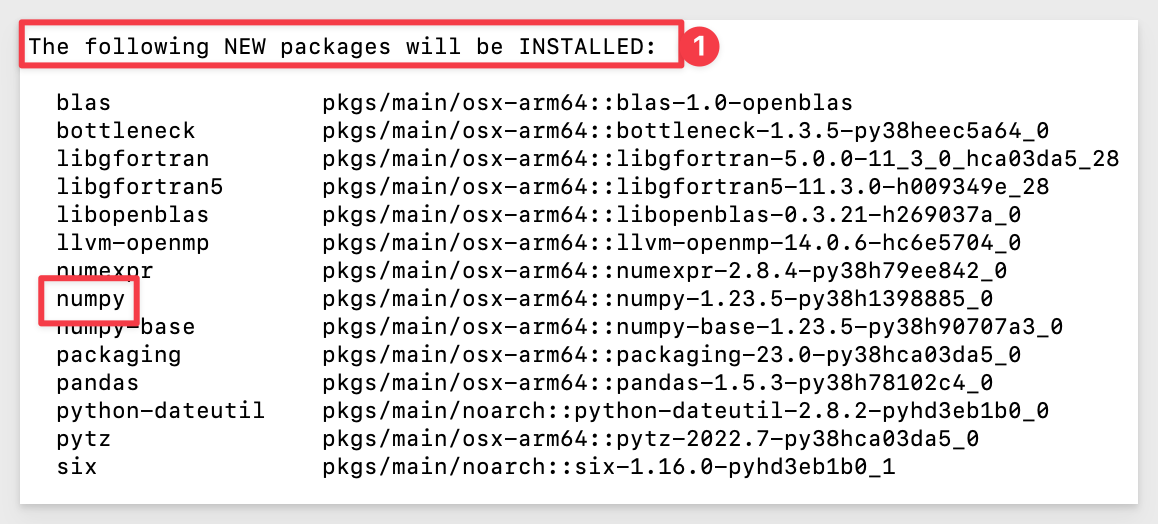 The following NEW packages will be INSTALLED: 1
blas pkgs/main/osx-arm64::blas-1.0-openblas
bottleneck pkgs/main/osx-arm64::bottleneck-1.3.5-py38heec5a64_0
libgfortran pkgs/main/osx-arm64::libgfortran-5.0.0-11_3_0_hca03da5_28
libgfortran5 pkgs/main/osx-arm64::libgfortran5-11.3.0-h009349e_28
libopenblas pkgs/main/osx-arm64::libopenblas-0.3.21-h269037a_0
llvm-openmp pkgs/main/osx-arm64::llvm-openmp-14.0.6-hc6e5704_0
numexpr pkgs/main/osx-arm64::numexpr-2.8.4-py38h79ee842_0
numpy pkgs/main/osx-arm64::numpy-1.23.5-py38h1398885_0
numpy-base pkgs/main/osx-arm64::numpy-base-1.23.5-py38h90707a3_0
packaging pkgs/main/osx-arm64::packaging-23.0-py38hca03da5_0
pandas pkgs/main/osx-arm64::pandas-1.5.3-py38h78102c4_0
python-dateutil pkgs/main/noarch::python-dateutil-2.8.2-pyhd3eb1b0_0
pytz pkgs/main/osx-arm64::pytz-2022.7-py38hca03da5_0
six pkgs/main/noarch::six-1.16.0-pyhd3eb1b0_1